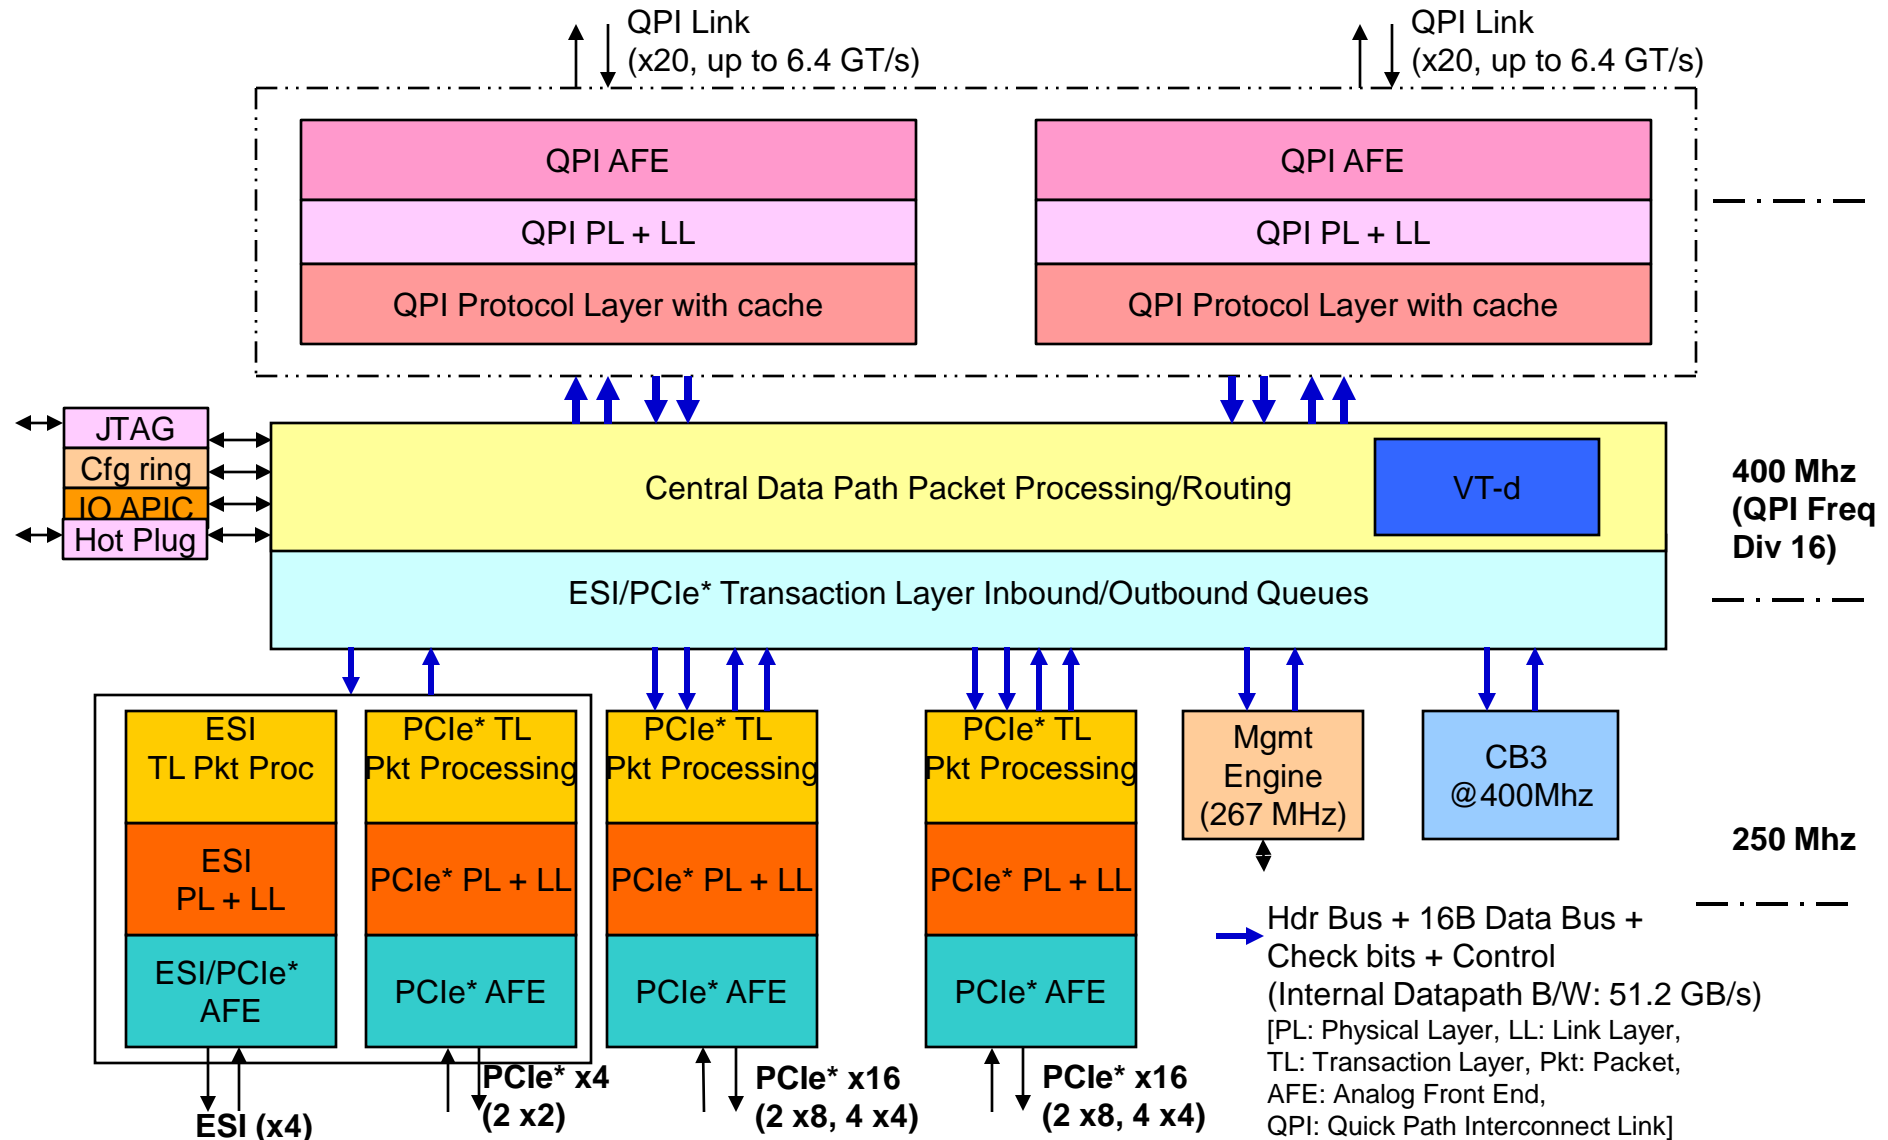 QPI Link
(x20, up to 6.4 GT/s)
QPI Link
(x20, up to 6.4 GT/s)
QPI AFE
QPI PL + LL
QPI Protocol Layer with cache
QPI AFE
QPI PL + LL
QPI Protocol Layer with cache
JTAG
Cfg ring
IO APIC
Hot Plug
Central Data Path Packet Processing/Routing
VT-d
400 Mhz
(QPI Freq
Div 16)
ESI/PCIe* Transaction Layer Inbound/Outbound Queues
ESI
TL Pkt Proc
ESI
PL + LL
ESI/PCIe*
AFE
PCIe* TL
Pkt Processing
PCIe* PL + LL
PCIe* AFE
PCIe* TL
Pkt Processing
PCIe* PL + LL
PCIe* AFE
PCIe* TL
Pkt Processing
PCIe* PL + LL
PCIe* AFE
Mgmt
Engine
(267 MHz)
CB3
@400Mhz
250 Mhz
ESI (x4)
PCIe* x4
(2 x2)
PCIe* x16
(2 x8, 4 x4)
PCIe* x16
(2 x8, 4 x4)
Hdr Bus + 16B Data Bus +
Check bits + Control
(Internal Datapath B/W: 51.2 GB/s)
[PL: Physical Layer, LL: Link Layer,
TL: Transaction Layer, Pkt: Packet,
AFE: Analog Front End,
QPI: Quick Path Interconnect Link]